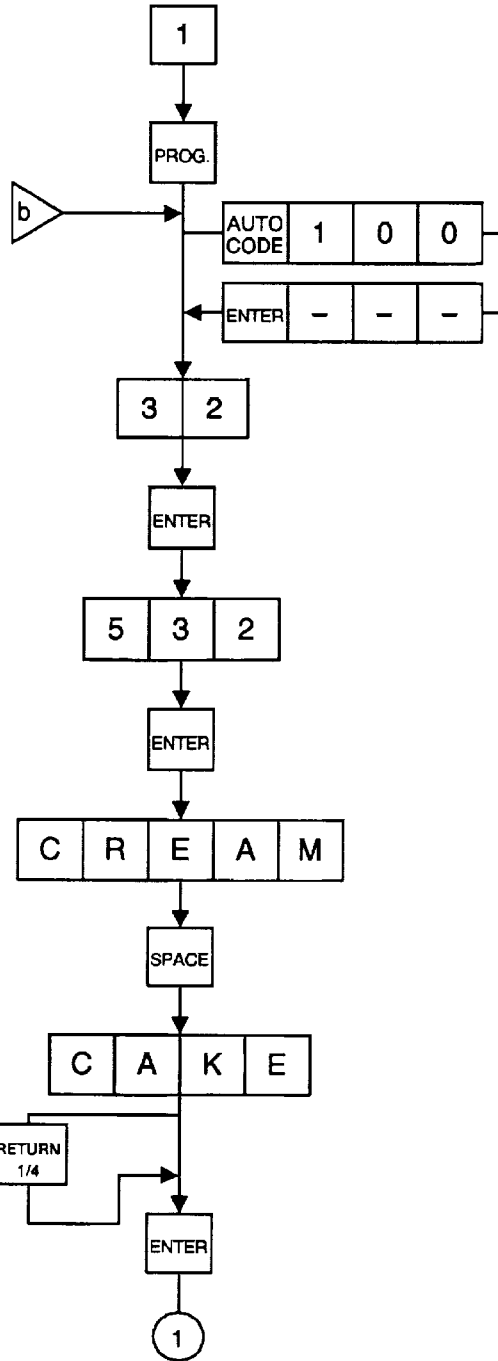 1
PROG.
b
AUTO CODE 1 0 0
ENTER – – –
3 2
ENTER
5 3 2
ENTER
C R E A M
SPACE
C A K E
RETURN
1/4
ENTER
1